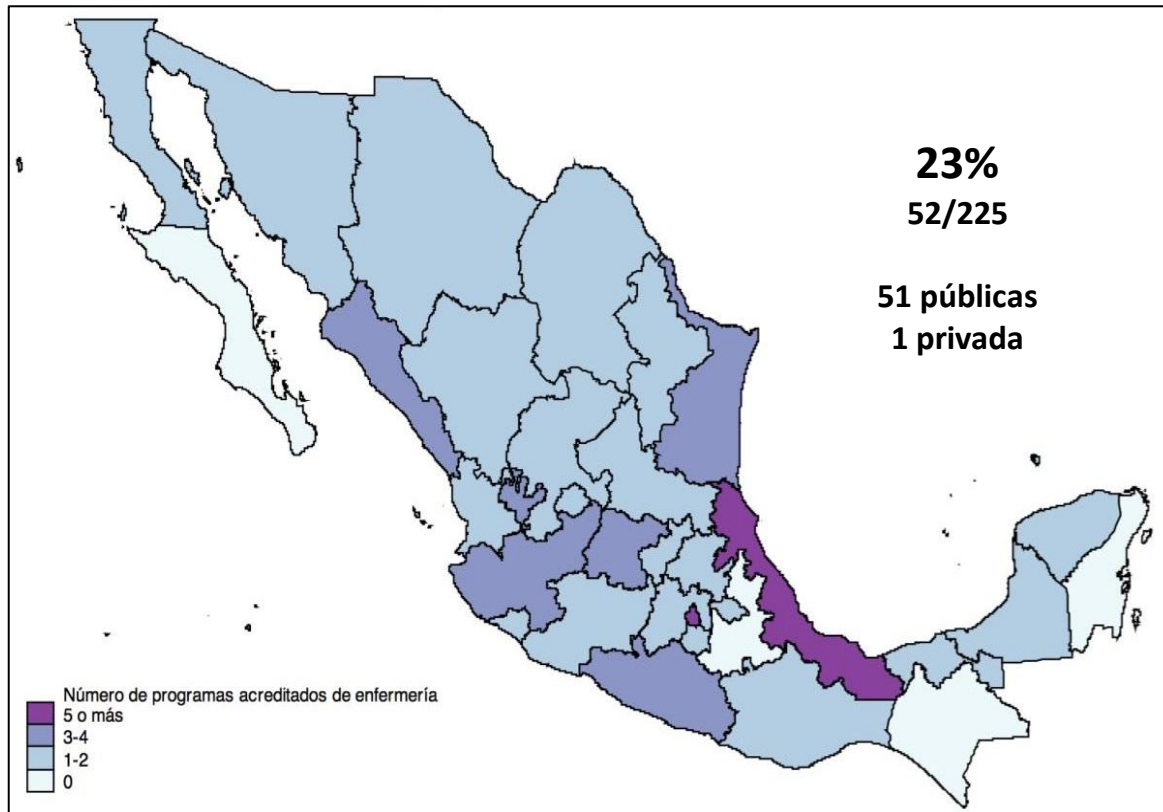 23%
52/225
51 públicas
1 privada
Número de programas acreditados de enfermería
5 o más
3-4
1-2
0